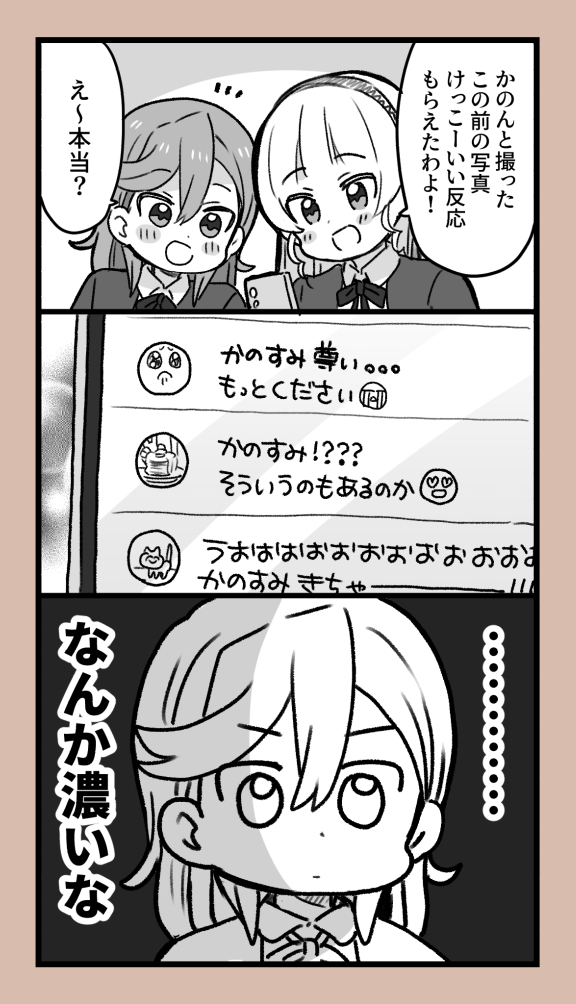 かのんと撮った
この前の写真
けっこーいい反応
もらえたわよ！
え～本当？
かのすみ尊い。。。
もっとください
かのすみ!???
そういうのもあるのか
うおおおおおおおおおおお
かのすみきちゃ――――!!!
…………………
なんか濃いな